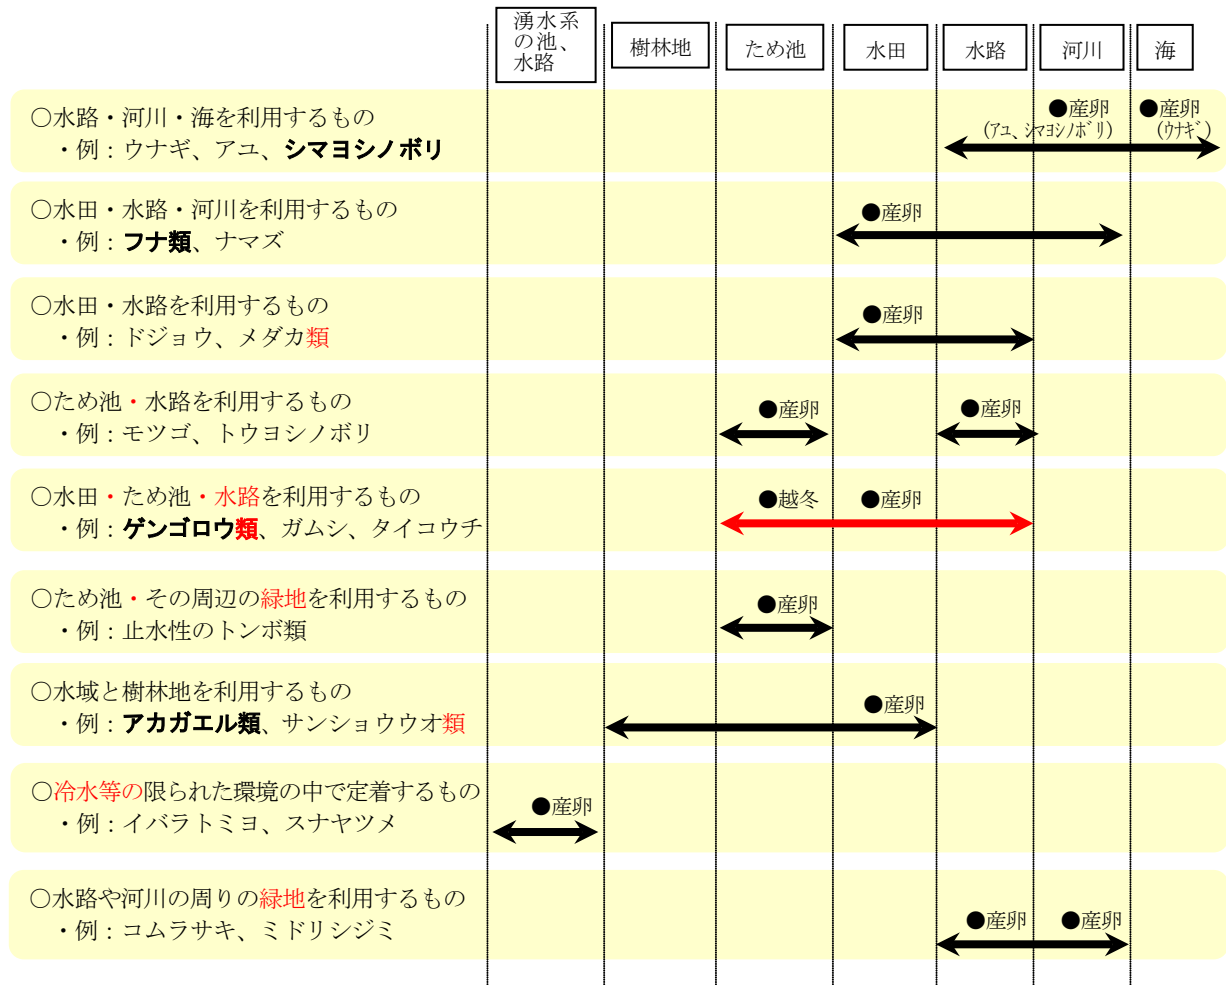 湧水系
の池、
水路
樹林地
ため池
水田
水路
河川
海
○水路・河川・海を利用するもの
・例：ウナギ、アユ、シマヨシノボリ
●産卵
(アユ、シマヨシノボリ)
●産卵
(ウナギ)
○水田・水路・河川を利用するもの
・例：フナ類、ナマズ
●産卵
○水田・水路を利用するもの
・例：ドジョウ、メダカ類
●産卵
○ため池・水路を利用するもの
・例：モツゴ、トウヨシノボリ
●産卵
●産卵
○水田・ため池・水路を利用するもの
・例：ゲンゴロウ類、ガムシ、タイコウチ
●越冬
●産卵
○ため池・その周辺の緑地を利用するもの
・例：止水性のトンボ類
●産卵
○水域と樹林地を利用するもの
・例：アカガエル類、サンショウウオ類
●産卵
○冷水等の限られた環境の中で定着するもの
・例：イバラトミヨ、スナヤツメ
●産卵
○水路や河川の周りの緑地を利用するもの
・例：コムラサキ、ミドリシジミ
●産卵
●産卵